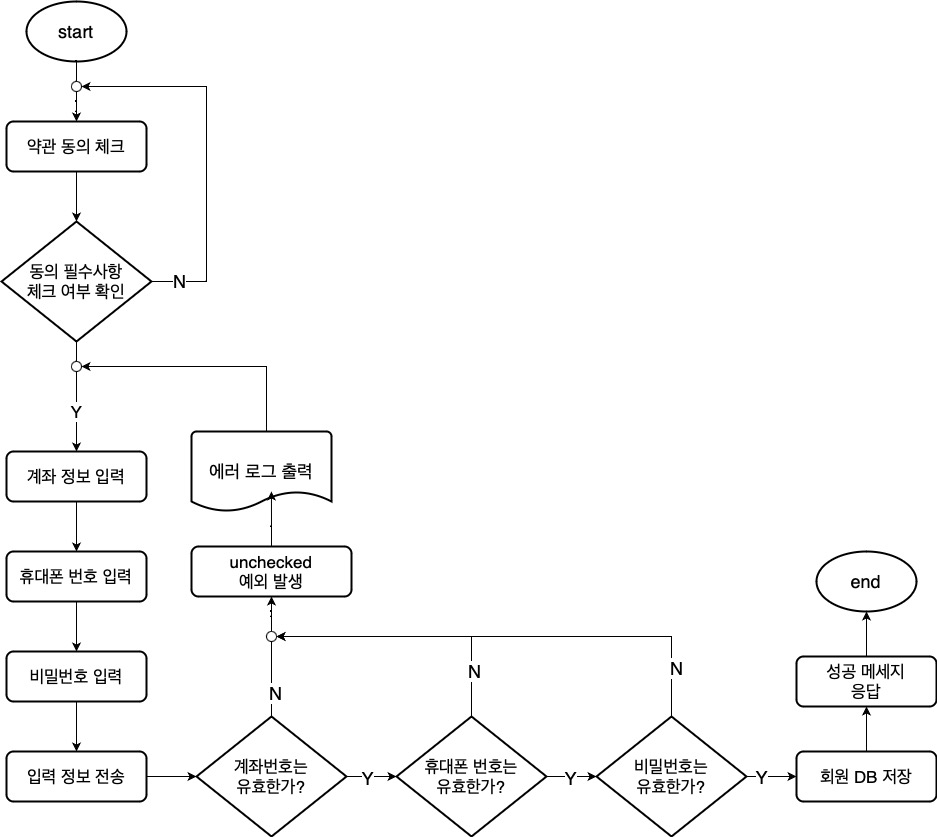 start
약관 동의 체크
동의 필수사항
체크 여부 확인
N
Y
계좌 정보 입력
휴대폰 번호 입력
비밀번호 입력
입력 정보 전송
에러 로그 출력
unchecked
예외 발생
N
N
N
계좌번호는
유효한가?
Y
휴대폰 번호는
유효한가?
Y
비밀번호는
유효한가?
Y
회원 DB 저장
성공 메세지
응답
end